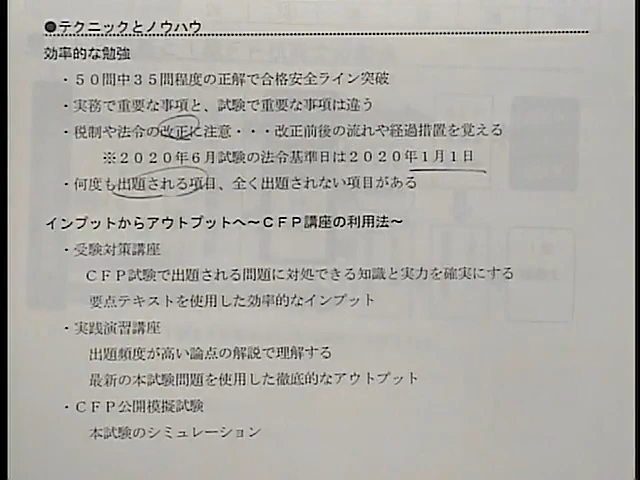 ●テクニックとノウハウ
効率的な勉強
・５０問中３５問程度の正解で合格安全ライン突破
・実務で重要な事項と、試験で重要な事項は違う
・税制や法令の改正に注意・・・改正前後の流れや経過措置を覚える
※２０２０年６月試験の法令基準日は２０２０年１月１日
・何度も出題される項目、全く出題されない項目がある
インプットからアウトプットへ～ＣＦＰ講座の利用法～
・受験対策講座
ＣＦＰ試験で出題される問題に対処できる知識と実力を確実にする
要点テキストを使用した効率的なインプット
・実践演習講座
出題頻度が高い論点の解説で理解する
最新の本試験問題を使用した徹底的なアウトプット
・ＣＦＰ公開模擬試験
本試験のシミュレーション